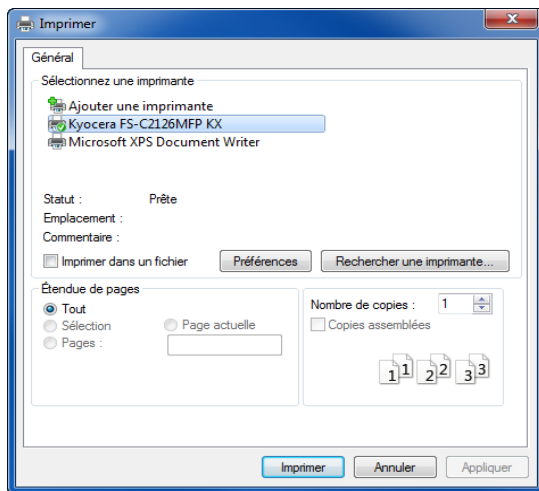 Imprimer
Général
Sélectionnez une imprimante
Ajouter une imprimante
Kyocera FS-C2126MFP KX
Microsoft XPS Document Writer
Statut : Prête
Emplacement :
Commentaire :
Imprimer dans un fichier Préférences Rechercher une imprimante...
Étendue de pages
Tout
Sélection Page actuelle
Pages :
Nombre de copies : 1
Copies assemblées
1 1 2 2 3 3
Imprimer Annuler Appliquer